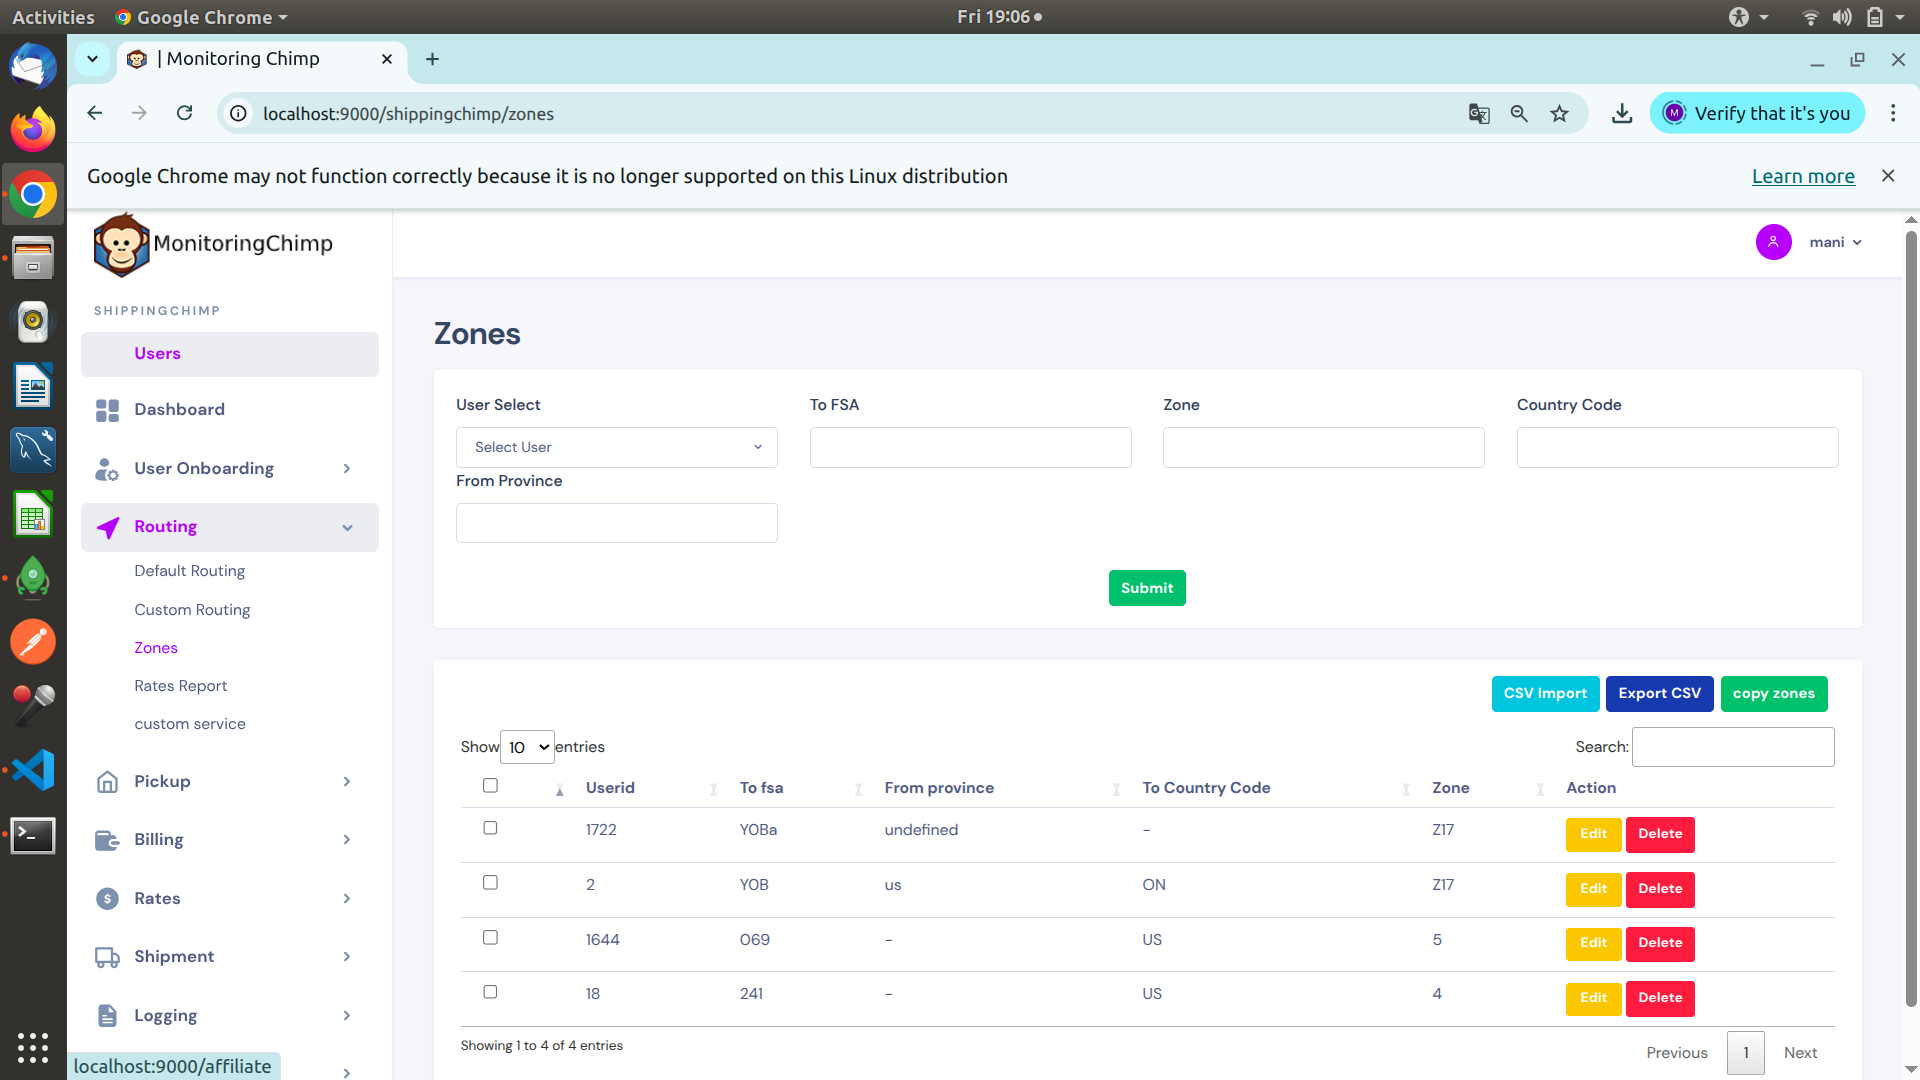 Activities Google Chrome Fri 19:06
| Monitoring Chimp
localhost:9000/shippingchimp/zones M Verify that it's you
Google Chrome may not function correctly because it is no longer supported on this Linux distribution Learn more
MonitoringChimp mani
SHIPPINGCHIMP
Users
Dashboard
User Onboarding
Routing
Default Routing
Custom Routing
Zones
Rates Report
custom service
Pickup
Billing
Rates
Shipment
Logging
localhost:9000/affiliate
Zones
User Select To FSA Zone Country Code
Select User
From Province
Submit
CSV Import Export CSV copy zones
Show 10 entries Search:
Userid To fsa From province To Country Code Zone Action
1722 Y0Ba undefined - Z17 Edit Delete
2 Y0B us ON Z17 Edit Delete
1644 069 - US 5 Edit Delete
18 241 - US 4 Edit Delete
Showing 1 to 4 of 4 entries Previous 1 Next